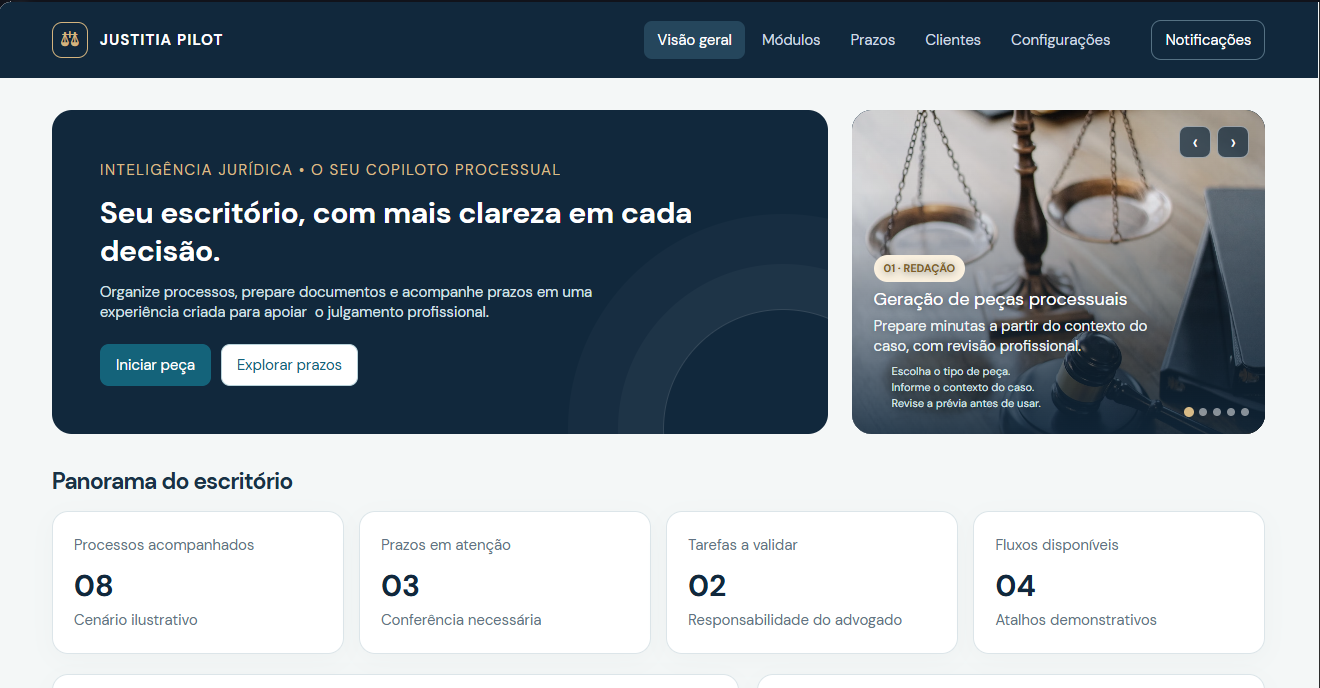 JUSTITIA PILOT
Visão geral
Módulos
Prazos
Clientes
Configurações
Notificações
INTELIGÊNCIA JURÍDICA • O SEU COPILOTO PROCESSUAL
Seu escritório, com mais clareza em cada
decisão.
Organize processos, prepare documentos e acompanhe prazos em uma
experiência criada para apoiar  o julgamento profissional.
Iniciar peça
Explorar prazos
‹
›
01 · REDAÇÃO
Geração de peças processuais
Prepare minutas a partir do contexto do
caso, com revisão profissional.
Escolha o tipo de peça.
Informe o contexto do caso.
Revise a prévia antes de usar.
Panorama do escritório
Processos acompanhados
08
Cenário ilustrativo
Prazos em atenção
03
Conferência necessária
Tarefas a validar
02
Responsabilidade do advogado
Fluxos disponíveis
04
Atalhos demonstrativos